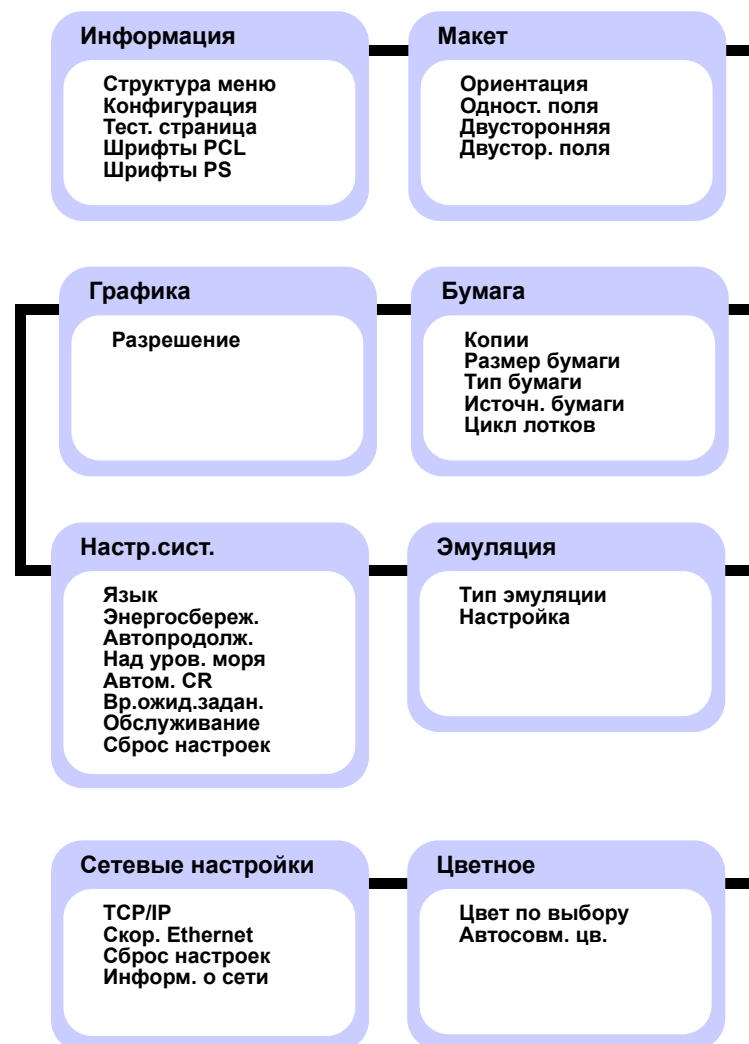 Информация
Структура меню
Конфигурация
Тест. страница
Шрифты PCL
Шрифты PS
Макет
Ориентация
Одност. поля
Двусторонняя
Двустор. поля
Графика
Разрешение
Бумага
Копии
Размер бумаги
Тип бумаги
Источн. бумаги
Цикл лотков
Настр.сист.
Язык
Энергосбереж.
Автопродолж.
Над уров. моря
Автом. CR
Вр.ожид.задан.
Обслуживание
Сброс настроек
Эмуляция
Тип эмуляции
Настройка
Сетевые настройки
TCP/IP
Скор. Ethernet
Сброс настроек
Информ. о сети
Цветное
Цвет по выбору
Автосовм. цв.